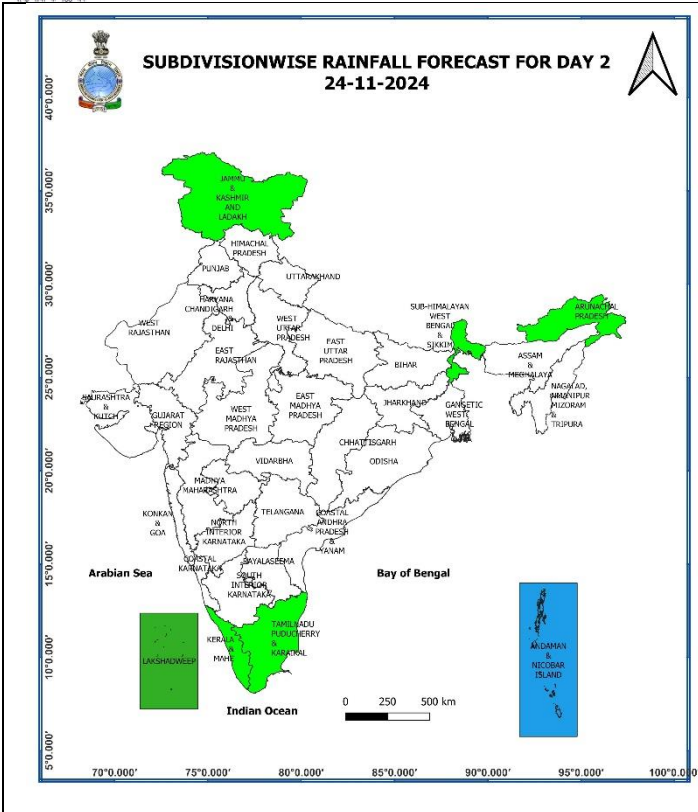 SUBDIVISIONWISE RAINFALL FORECAST FOR DAY 2
24-11-2024
40°0.000'
35°0.000'
30°0.000'
25°0.000'
20°0.000'
15°0.000'
10°0.000'
5°0.000'
JAMMU
&
KASHMIR
AND
LADAKH
HIMACHAL
PRADESH
PUNJAB
UTTARAKHAND
HARYANA
CHANDIGARH
&
DELHI
WEST
RAJASTHAN
WEST
UTTAR
PRADESH
EAST
RAJASTHAN
EAST
UTTAR
PRADESH
SUB-HIMALAYAN
WEST
BENGAL
&
SIKKIM
ARUNACHAL
PRADESH
BIHAR
ASSAM
&
MEGHALAYA
NAGALAD,
MANIPUR
MIZORAM
&
TRIPURA
SAURASHTRA
&
KUTCH
GUJARAT
REGION
WEST
MADHYA
PRADESH
EAST
MADHYA
PRADESH
JHARKHAND
GANGETIC
WEST
BENGAL
CHHATTISGARH
ODISHA
VIDARBHA
MADHYA
MAHARASHTRA
KONKAN
&
GOA
NORTH
INTERIOR
KARNATAKA
TELANGANA
COASTAL
ANDHRA
PRADESH
&
YANAM
COASTAL
KARNATAKA
RAYALASEEMA
SOUTH
INTERIOR
KARNATAKA
Arabian Sea
Bay of Bengal
LAKSHADWEEP
KERALA
&
MAHE
TAMILNADU
PUDUCHERRY
&
KARAIKAL
ANDAMAN
&
NICOBAR
ISLAND
0 250 500 km
Indian Ocean
70°0.000' 75°0.000' 80°0.000' 85°0.000' 90°0.000' 95°0.000' 100°0.000'